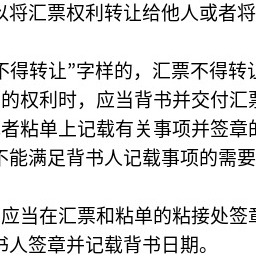 以将汇票权利转让给他人或者将
不得转让”字样的，汇票不得转让
的权利时，应当背书并交付汇票
者粘单上记载有关事项并签章的
不能满足背书人记载事项的需要
应当在汇票和粘单的粘接处签章
书人签章并记载背书日期。